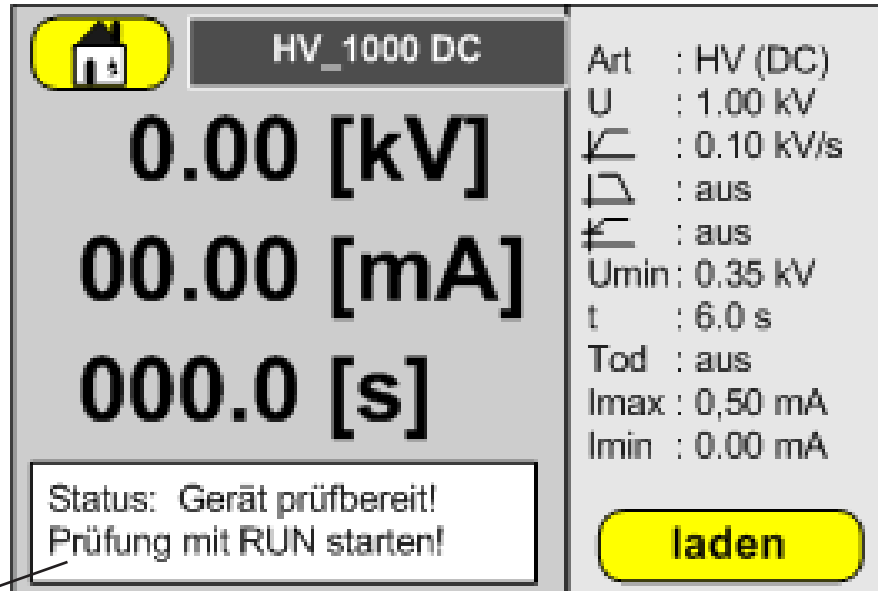 HV_1000 DC
0.00 [kV]
00.00 [mA]
000.0 [s]
Status: Gerät prüfbereit!
Prüfung mit RUN starten!
Art : HV (DC)
U : 1.00 kV
: 0.10 kV/s
: aus
: aus
Umin : 0.35 kV
t : 6.0 s
Tod : aus
Imax : 0,50 mA
Imin : 0.00 mA
laden